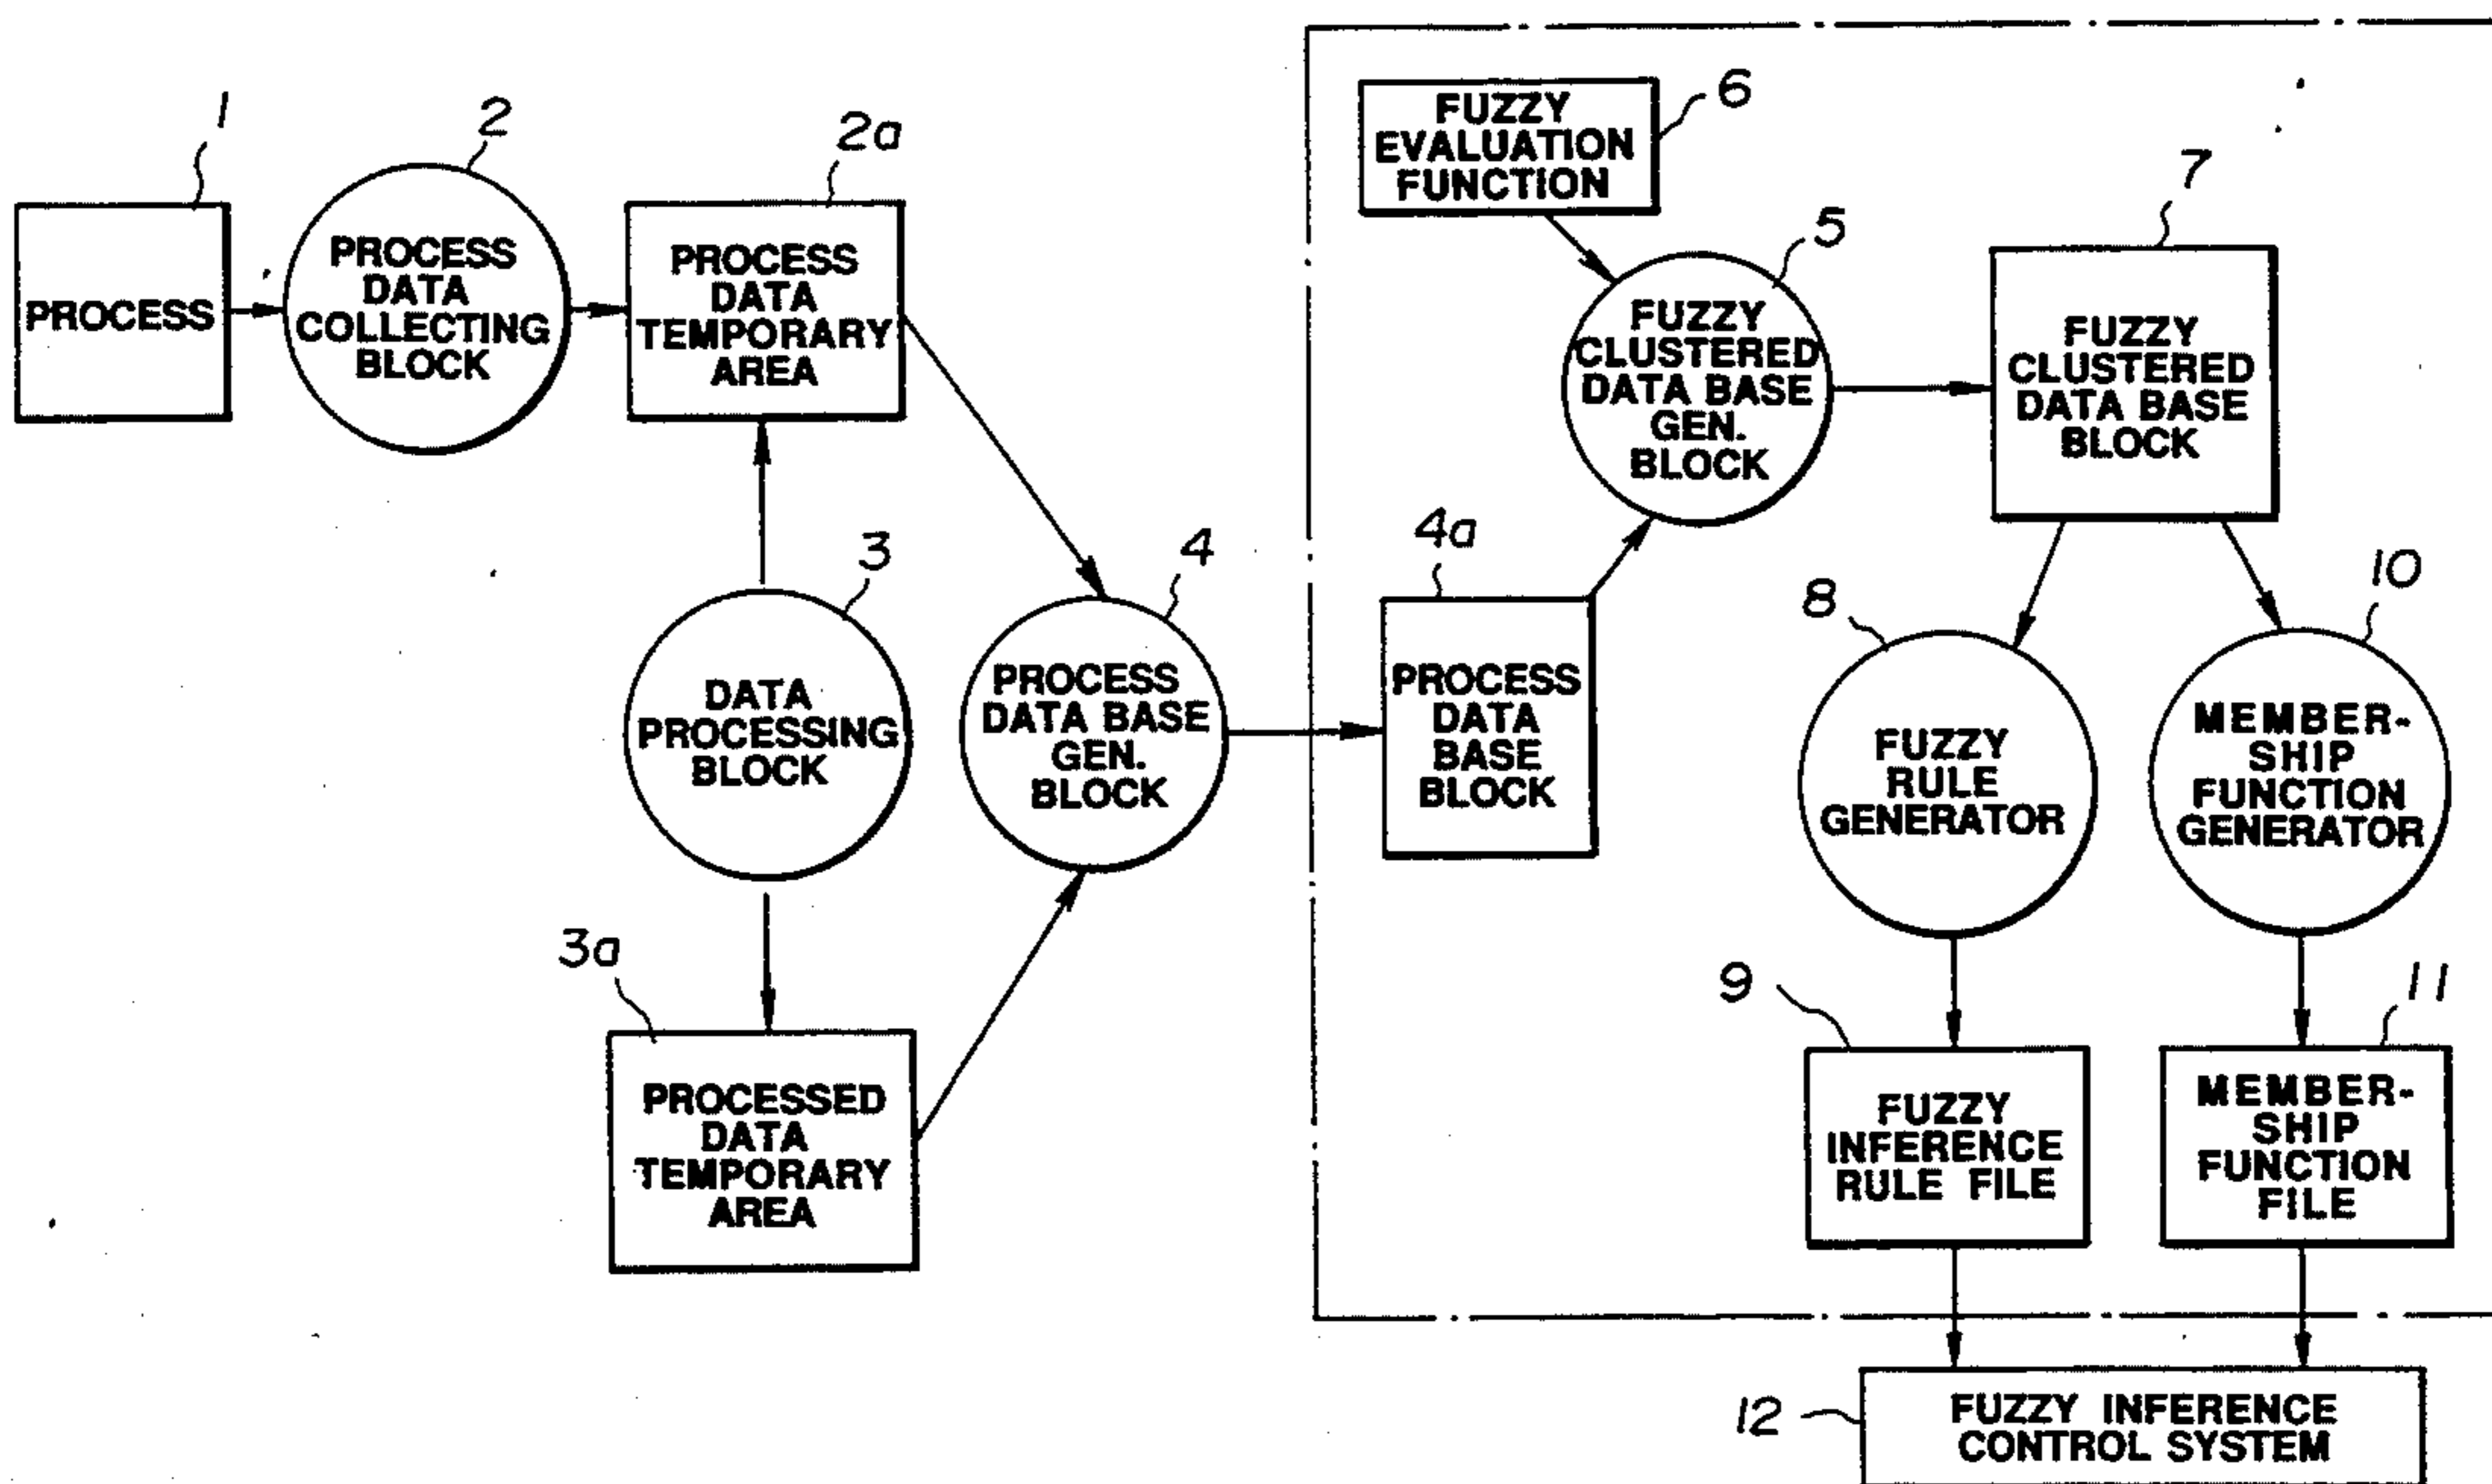 1
PROCESS
2
PROCESS
DATA
COLLECTING
BLOCK
2a
PROCESS
DATA
TEMPORARY
AREA
3
DATA
PROCESSING
BLOCK
3a
PROCESSED
DATA
TEMPORARY
AREA
4
PROCESS
DATA BASE
GEN.
BLOCK
4a
PROCESS
DATA
BASE
BLOCK
6
FUZZY
EVALUATION
FUNCTION
5
FUZZY
CLUSTERED
DATA BASE
GEN.
BLOCK
7
FUZZY
CLUSTERED
DATA BASE
BLOCK
8
FUZZY
RULE
GENERATOR
10
MEMBER-
SHIP
FUNCTION
GENERATOR
9
FUZZY
INFERENCE
RULE FILE
11
MEMBER-
SHIP
FUNCTION
FILE
12
FUZZY INFERENCE
CONTROL SYSTEM